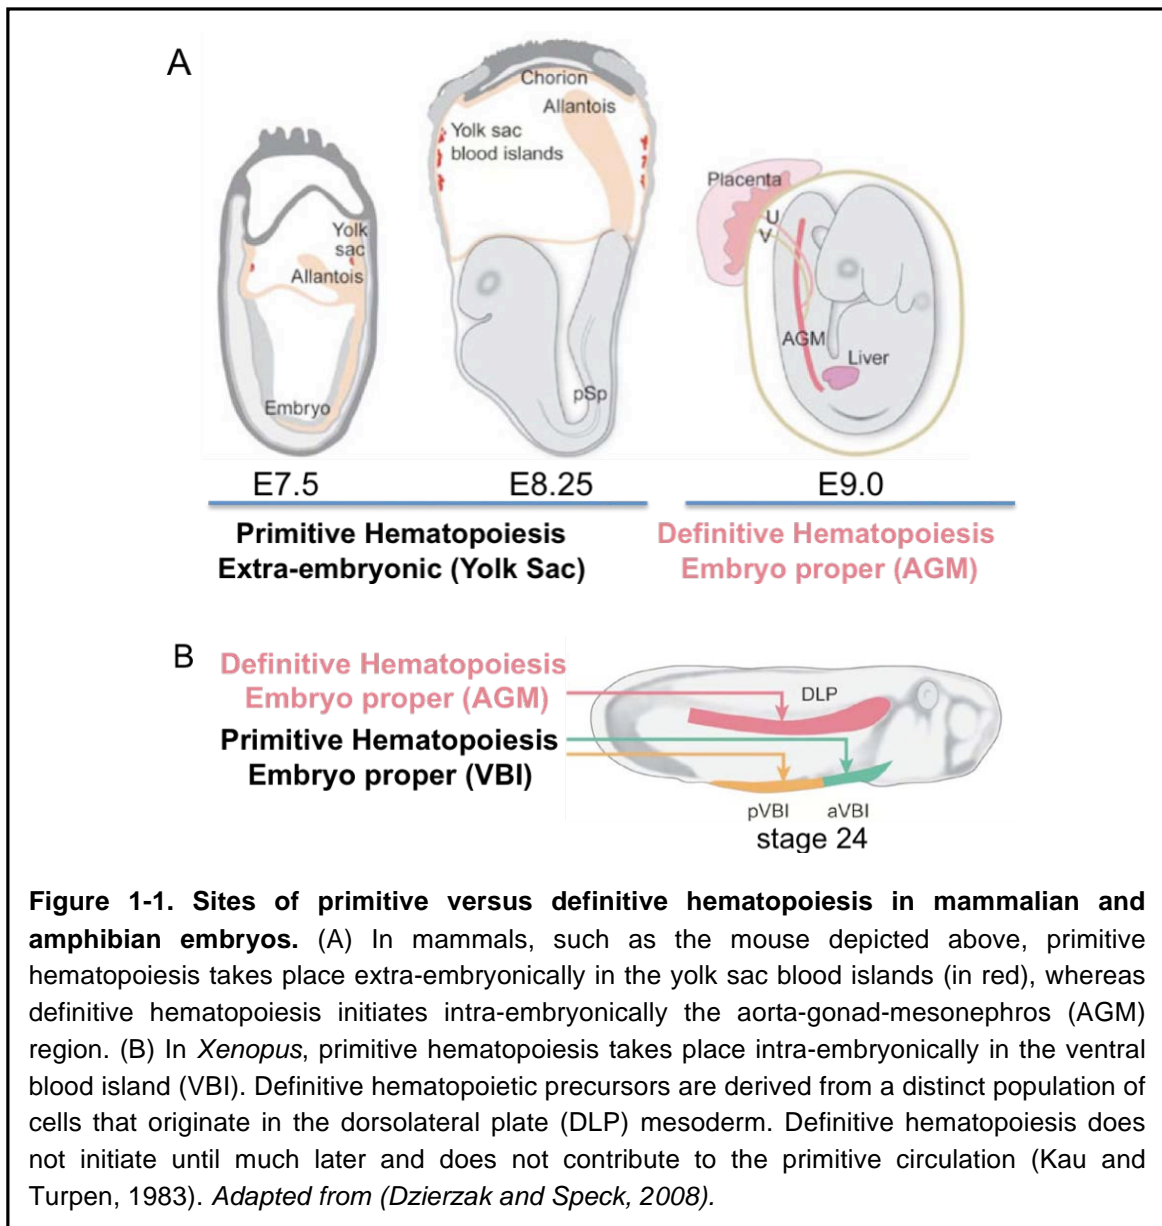 A
Chorion
Allantois
Yolk sac
blood islands
Yolk
sac
Allantois
Embryo
pSp
Placenta
U
V
AGM
Liver
E7.5
E8.25
E9.0
Primitive Hematopoiesis
Extra-embryonic (Yolk Sac)
Definitive Hematopoiesis
Embryo proper (AGM)
B
Definitive Hematopoiesis
Embryo proper (AGM)
Primitive Hematopoiesis
Embryo proper (VBI)
DLP
pVBI aVBI
stage 24
Figure 1-1. Sites of primitive versus definitive hematopoiesis in mammalian and
amphibian embryos. (A) In mammals, such as the mouse depicted above, primitive
hematopoiesis takes place extra-embryonically in the yolk sac blood islands (in red), whereas
definitive hematopoiesis initiates intra-embryonically the aorta-gonad-mesonephros (AGM)
region. (B) In Xenopus, primitive hematopoiesis takes place intra-embryonically in the ventral
blood island (VBI). Definitive hematopoietic precursors are derived from a distinct population of
cells that originate in the dorsolateral plate (DLP) mesoderm. Definitive hematopoiesis does
not initiate until much later and does not contribute to the primitive circulation (Kau and
Turpen, 1983). Adapted from (Dzierzak and Speck, 2008).